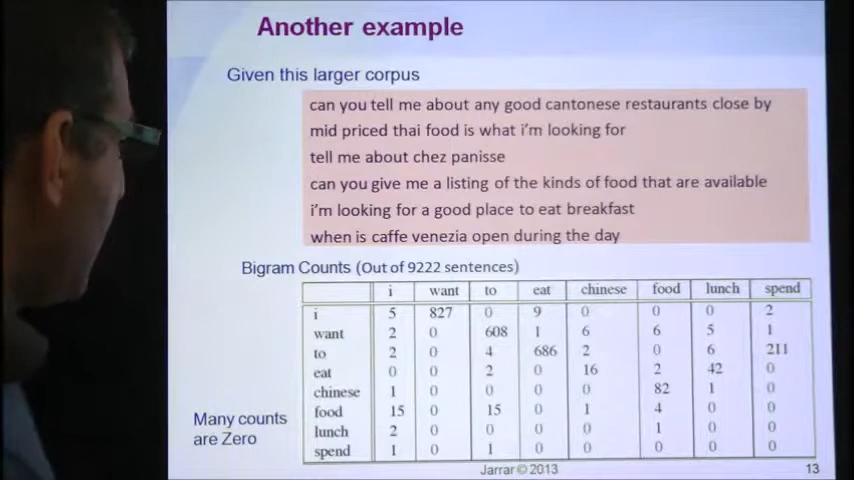 Another example
Given this larger corpus
can you tell me about any good cantonese restaurants close by
mid priced thai food is what i'm looking for
tell me about chez panisse
can you give me a listing of the kinds of food that are available
i'm looking for a good place to eat breakfast
when is caffe venezia open during the day
Bigram Counts (Out of 9222 sentences)
i want to eat chinese food lunch spend
i 5 827 0 9 0 0 0 2
want 2 0 608 1 6 6 5 1
to 2 0 4 686 2 0 6 211
eat 0 0 2 0 16 2 42 0
chinese 1 0 0 0 0 82 1 0
food 15 0 15 0 1 4 0 0
lunch 2 0 0 0 0 1 0 0
spend 1 0 1 0 0 0 0 0
Many counts
are Zero
Jarrar © 2013
13